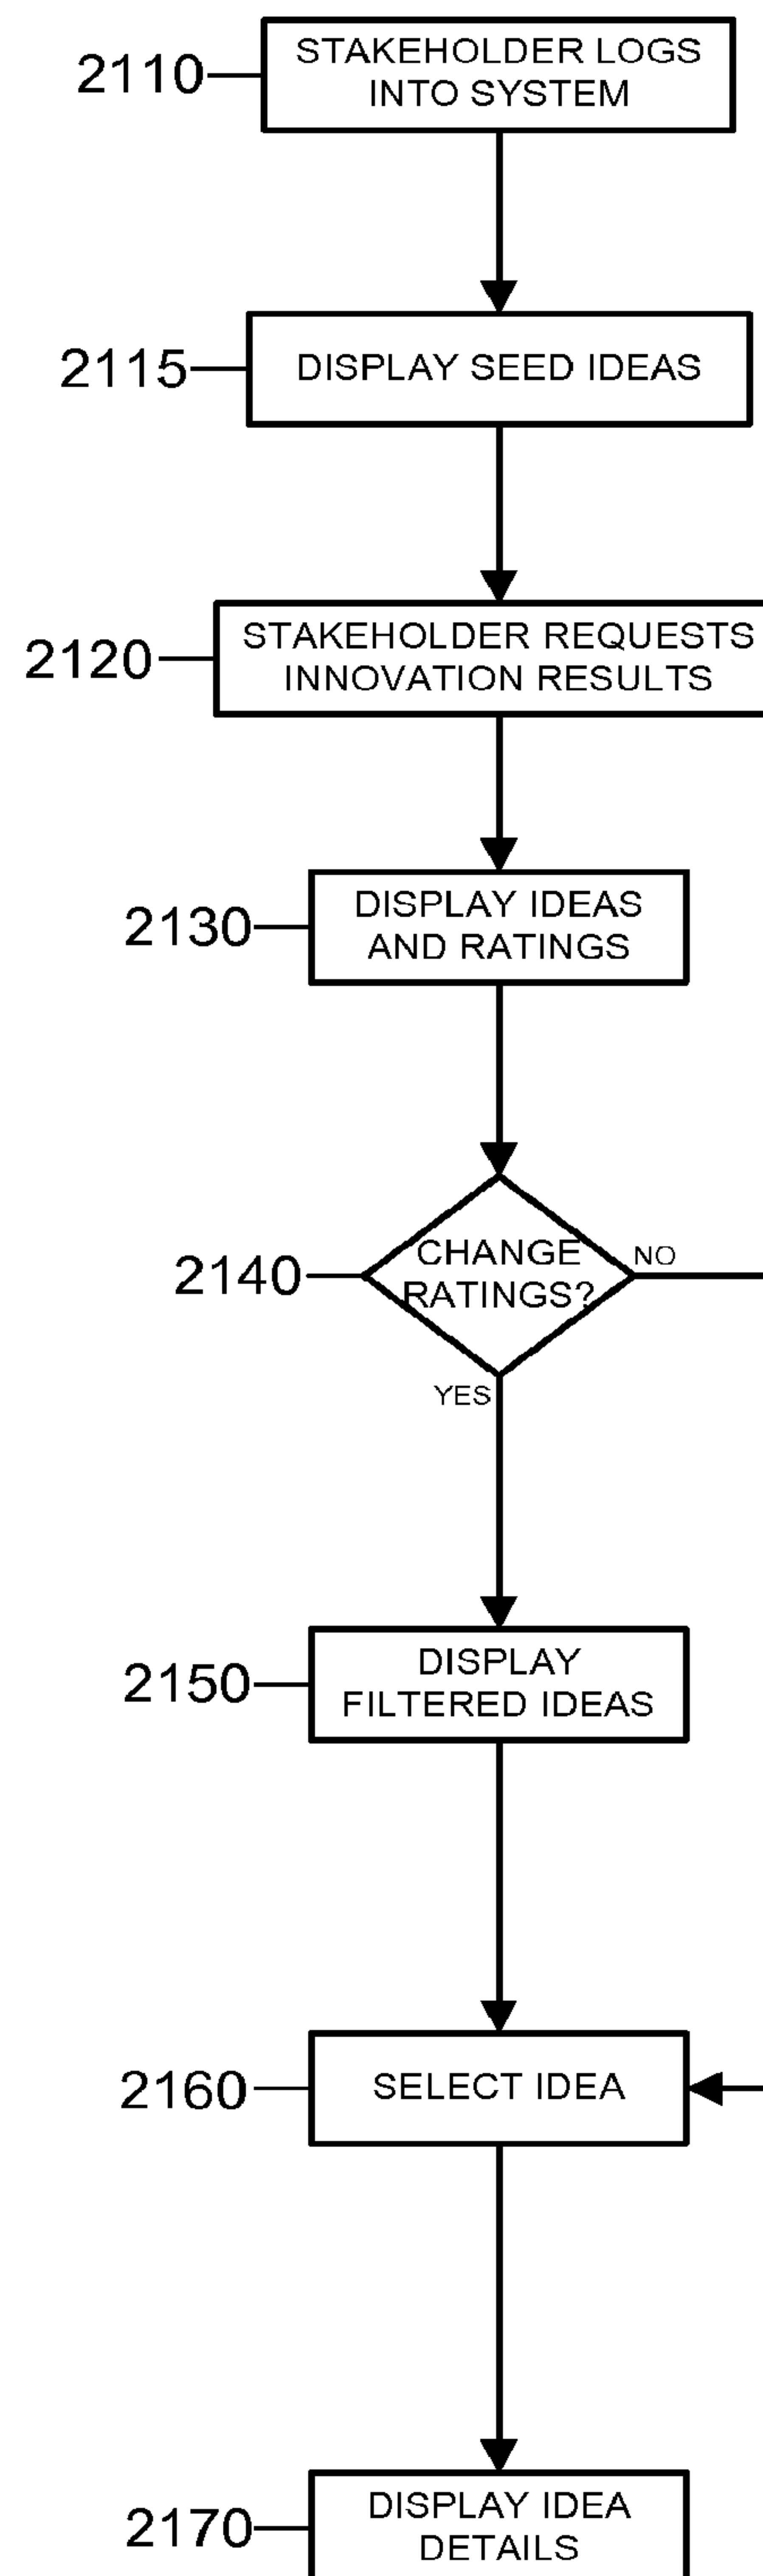 STAKEHOLDER LOGS
INTO SYSTEM
2110
DISPLAY SEED IDEAS
2115
STAKEHOLDER REQUESTS
INNOVATION RESULTS
2120
DISPLAY IDEAS
AND RATINGS
2130
CHANGE
RATINGS?
2140
NO
YES
DISPLAY
FILTERED IDEAS
2150
SELECT IDEA
2160
DISPLAY IDEA
DETAILS
2170